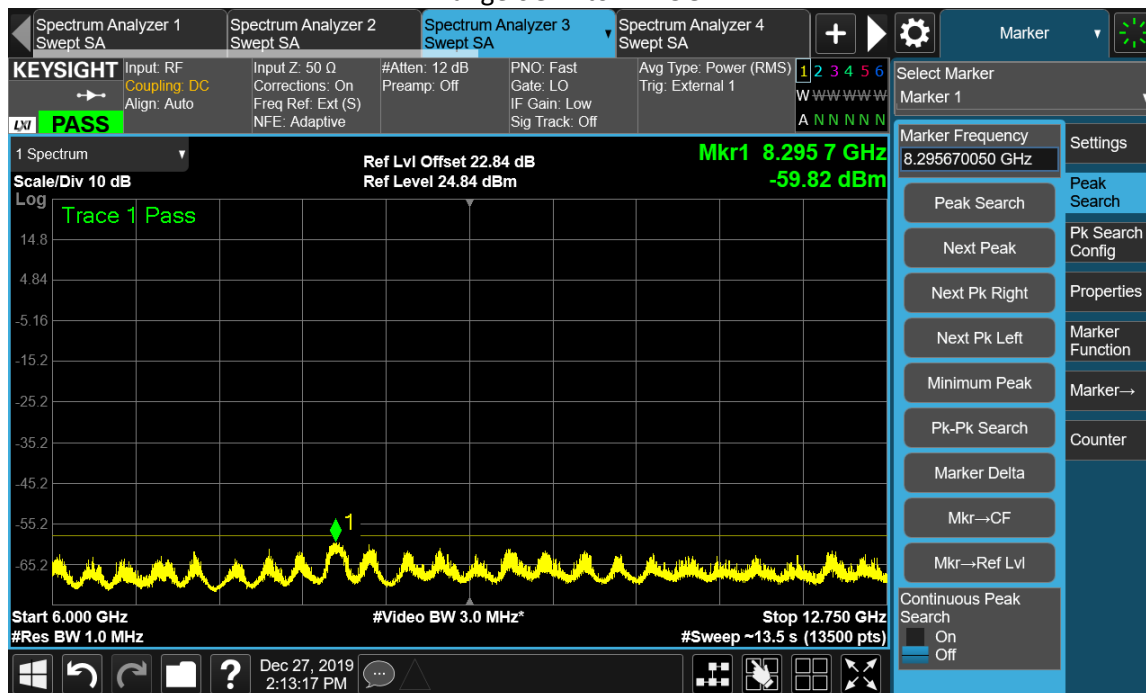 Spectrum Analyzer 1
Swept SA
Spectrum Analyzer 2
Swept SA
Spectrum Analyzer 3
Swept SA
Spectrum Analyzer 4
Swept SA
+
Marker
KEYSIGHT
Input: RF
Coupling: DC
Align: Auto
LXI PASS
Input Z: 50 Ω
Corrections: On
Freq Ref: Ext (S)
NFE: Adaptive
#Atten: 12 dB
Preamp: Off
PNO: Fast
Gate: LO
IF Gain: Low
Sig Track: Off
Avg Type: Power (RMS)
Trig: External 1
1 2 3 4 5 6
W W W W W W
A N N N N N
Select Marker
Marker 1
1 Spectrum
Scale/Div 10 dB
Log
Ref Lvl Offset 22.84 dB
Ref Level 24.84 dBm
Mkr1 8.295 7 GHz
-59.82 dBm
Trace 1 Pass
14.8
4.84
-5.16
-15.2
-25.2
-35.2
-45.2
-55.2
-65.2
1
Start 6.000 GHz
#Res BW 1.0 MHz
#Video BW 3.0 MHz*
Stop 12.750 GHz
#Sweep ~13.5 s (13500 pts)
Marker Frequency
8.295670050 GHz
Peak Search
Next Peak
Next Pk Right
Next Pk Left
Minimum Peak
Pk-Pk Search
Marker Delta
Mkr→CF
Mkr→Ref Lvl
Continuous Peak
Search
On
Off
Settings
Peak
Search
Pk Search
Config
Properties
Marker
Function
Marker→
Counter
?
Dec 27, 2019
2:13:17 PM